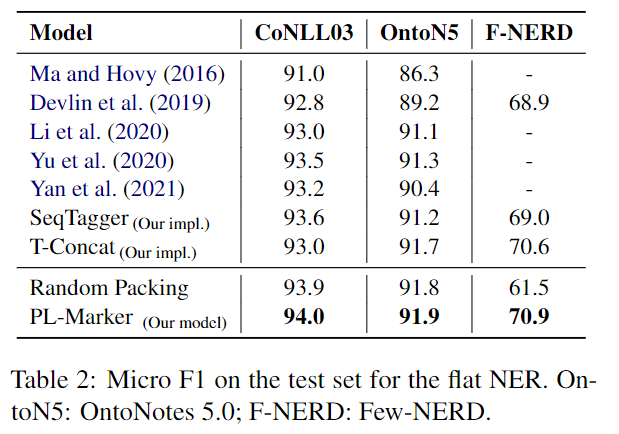 Model CoNLL03 OntoN5 F-NERD
Ma and Hovy (2016) 91.0 86.3 -
Devlin et al. (2019) 92.8 89.2 68.9
Li et al. (2020) 93.0 91.1 -
Yu et al. (2020) 93.5 91.3 -
Yan et al. (2021) 93.2 90.4 -
SeqTagger (Our impl.) 93.6 91.2 69.0
T-Concat (Our impl.) 93.0 91.7 70.6
Random Packing 93.9 91.8 61.5
PL-Marker (Our model) 94.0 91.9 70.9
Table 2: Micro F1 on the test set for the flat NER. On-
toN5: OntoNotes 5.0; F-NERD: Few-NERD.